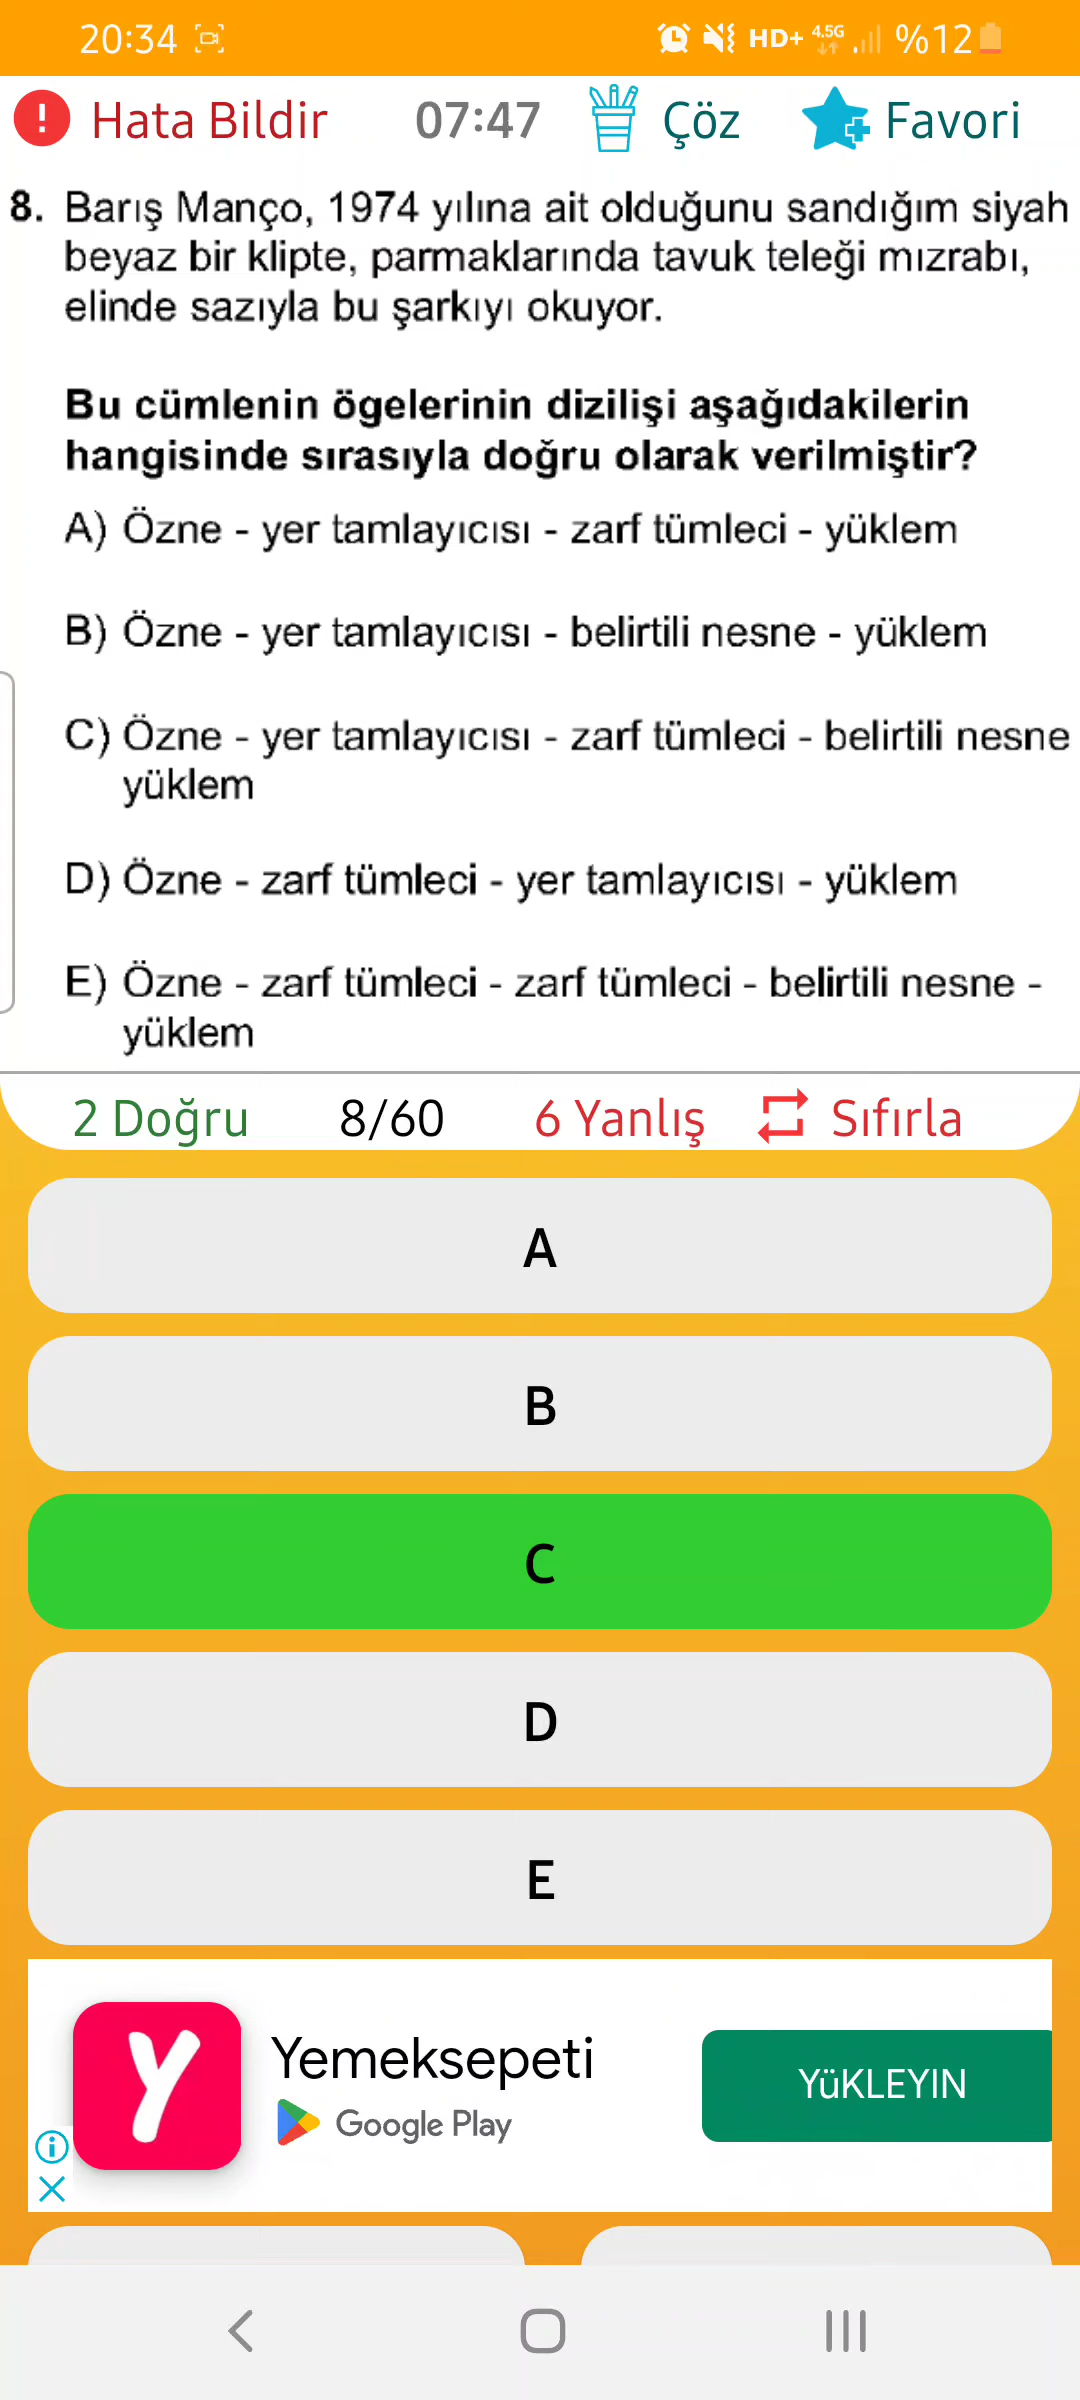 20:34 HD+ 4.5G %12
Hata Bildir 07:47 Çöz Favori
8. Barış Manço, 1974 yılına ait olduğunu sandığım siyah
beyaz bir klipte, parmaklarında tavuk teleği mızrabı,
elinde sazıyla bu şarkıyı okuyor.
Bu cümlenin ögelerinin dizilişi aşağıdakilerin
hangisinde sırasıyla doğru olarak verilmiştir?
A) Özne - yer tamlayıcısı - zarf tümleci - yüklem
B) Özne - yer tamlayıcısı - belirtili nesne - yüklem
C) Özne - yer tamlayıcısı - zarf tümleci - belirtili nesne
yüklem
D) Özne - zarf tümleci - yer tamlayıcısı - yüklem
E) Özne - zarf tümleci - zarf tümleci - belirtili nesne -
yüklem
2 Doğru 8/60 6 Yanlış Sıfırla
A
B
C
D
E
Yemeksepeti
Google Play
YüKLEYIN